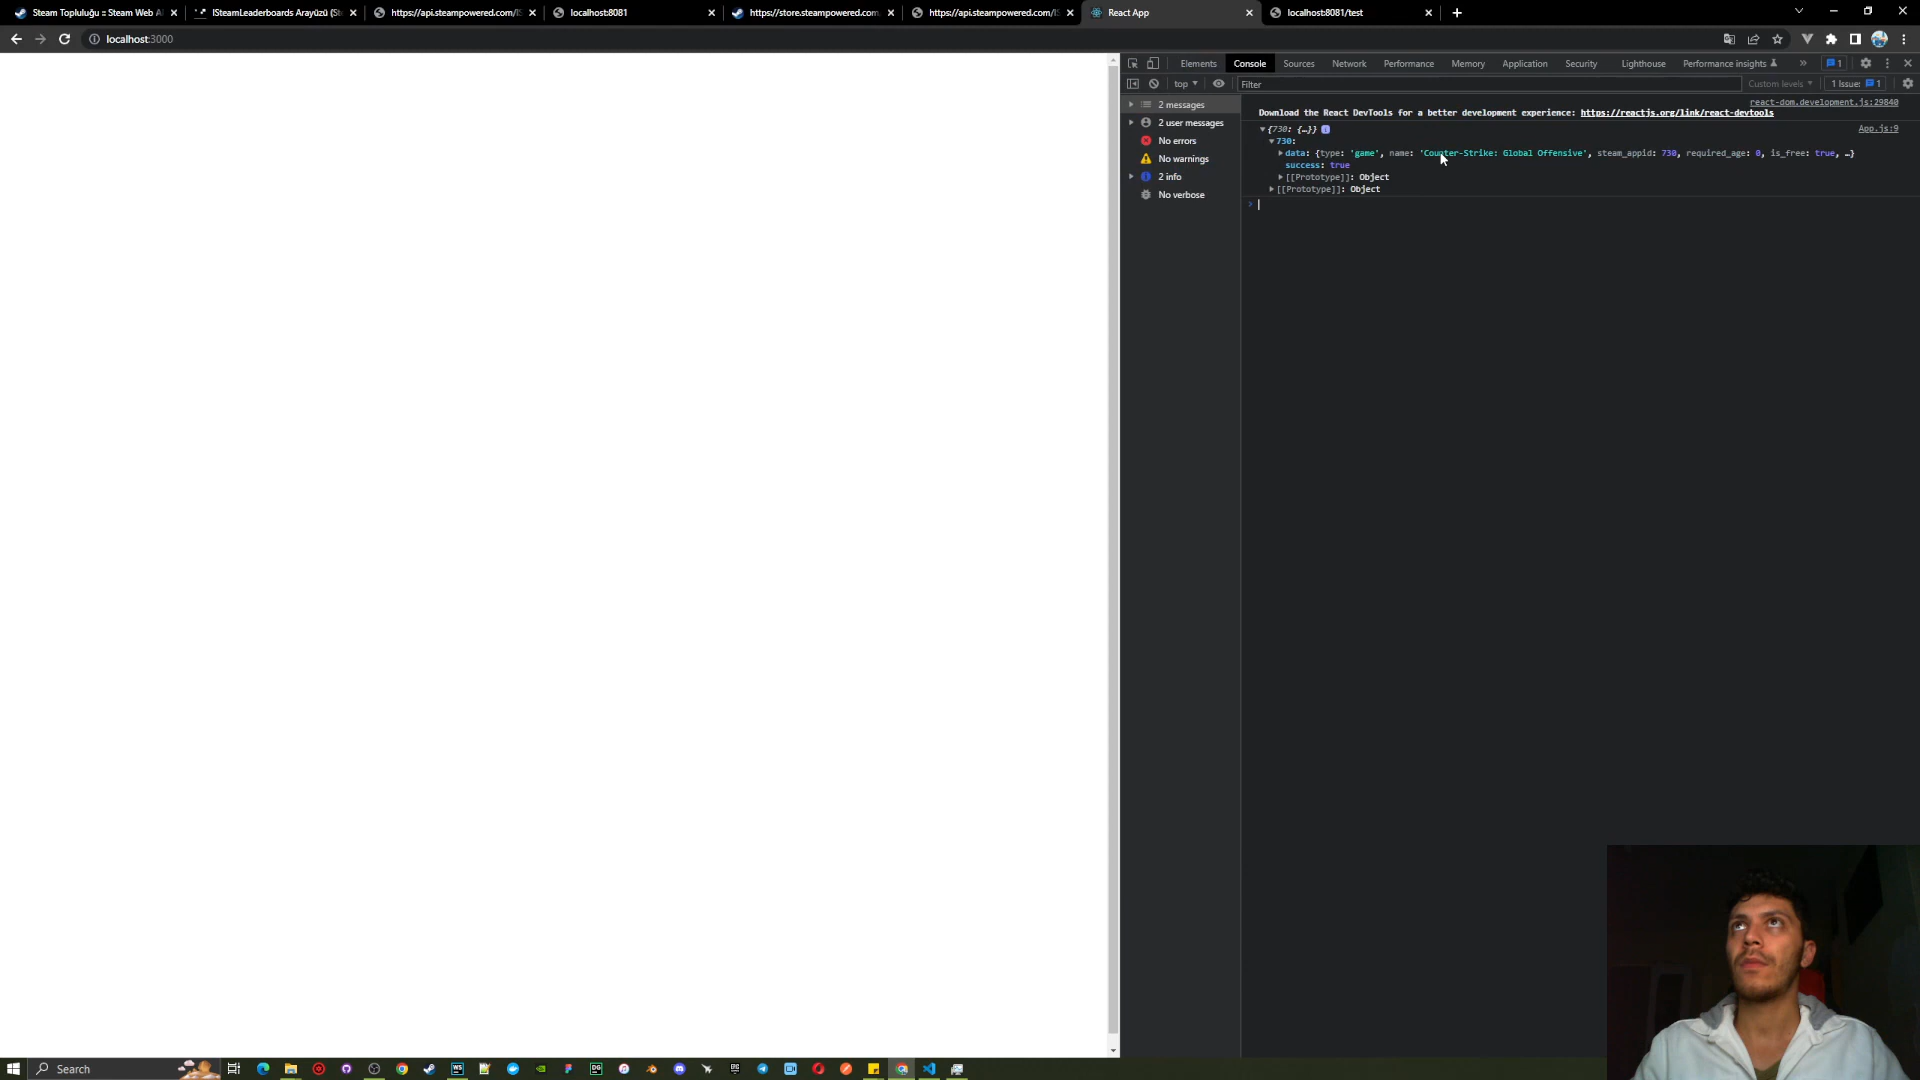 Steam Topluluğu :: Steam Web A
ISteamLeaderboards Arayüzü (St
https://api.steampowered.com/IS
localhost:8081
https://store.steampowered.com
https://api.steampowered.com/IS
React App
localhost:8081/test
localhost:3000
Elements Console Sources Network Performance Memory Application Security Lighthouse Performance insights » 1
top Filter Custom levels 1 Issue: 1
2 messages
2 user messages
No errors
No warnings
2 info
No verbose
react-dom.development.js:29840
Download the React DevTools for a better development experience: https://reactjs.org/link/react-devtools
{730: {…}} App.js:9
730:
data: {type: 'game', name: 'Counter-Strike: Global Offensive', steam_appid: 730, required_age: 0, is_free: true, …}
success: true
[[Prototype]]: Object
[[Prototype]]: Object
Search